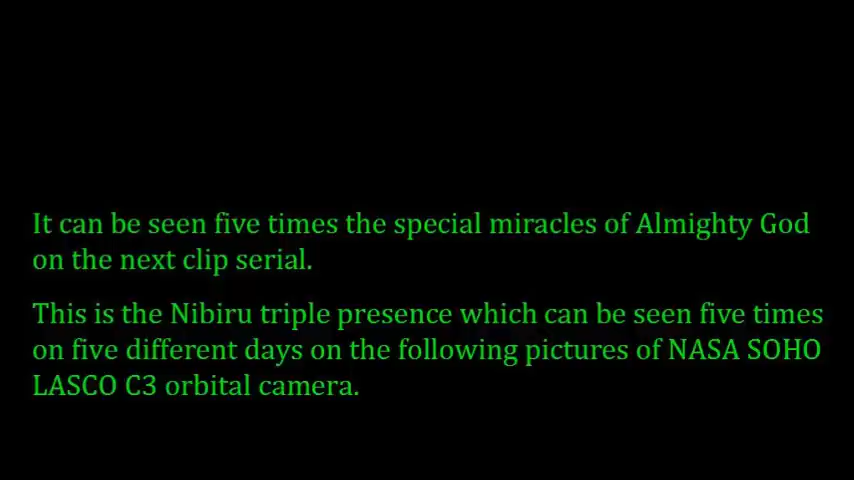 It can be seen five times the special miracles of Almighty God
on the next clip serial.
This is the Nibiru triple presence which can be seen five times
on five different days on the following pictures of NASA SOHO
LASCO C3 orbital camera.